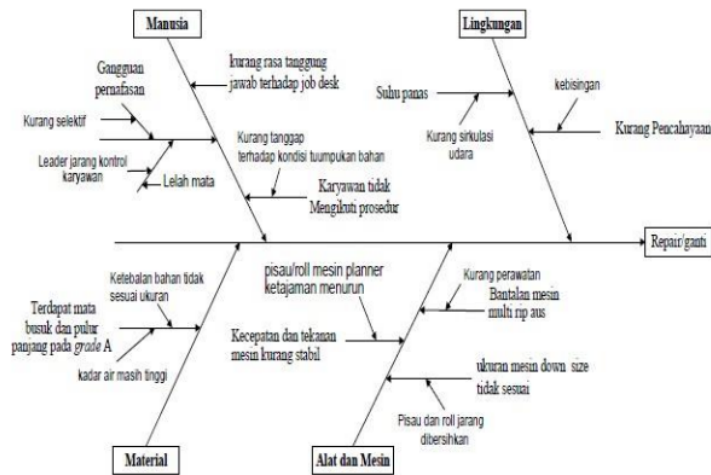 Manusia
Lingkungan
kurang rasa tanggung
jawab terhadap job desk
Gangguan
pernafasan
Kurang selektif
Leader jarang kontrol
karyawan
Lelah mata
Kurang tanggap
terhadap kondisi tuumpukan bahan
Karyawan tidak
Mengikuti prosedur
Suhu panas
Kurang sirkulasi
udara
kebisingan
Kurang Pencahayaan
Repair/ganti
Ketebalan bahan tidak
sesuai ukuran
Terdapat mata
busuk dan pulur
panjang pada grade A
kadar air masih tinggi
pisau/roll mesin planner
ketajaman menurun
Kecepatan dan tekanan
mesin kurang stabil
Kurang perawatan
Bantalan mesin
multi rip aus
ukuran mesin down size
tidak sesuai
Pisau dan roll jarang
dibersihkan
Material
Alat dan Mesin